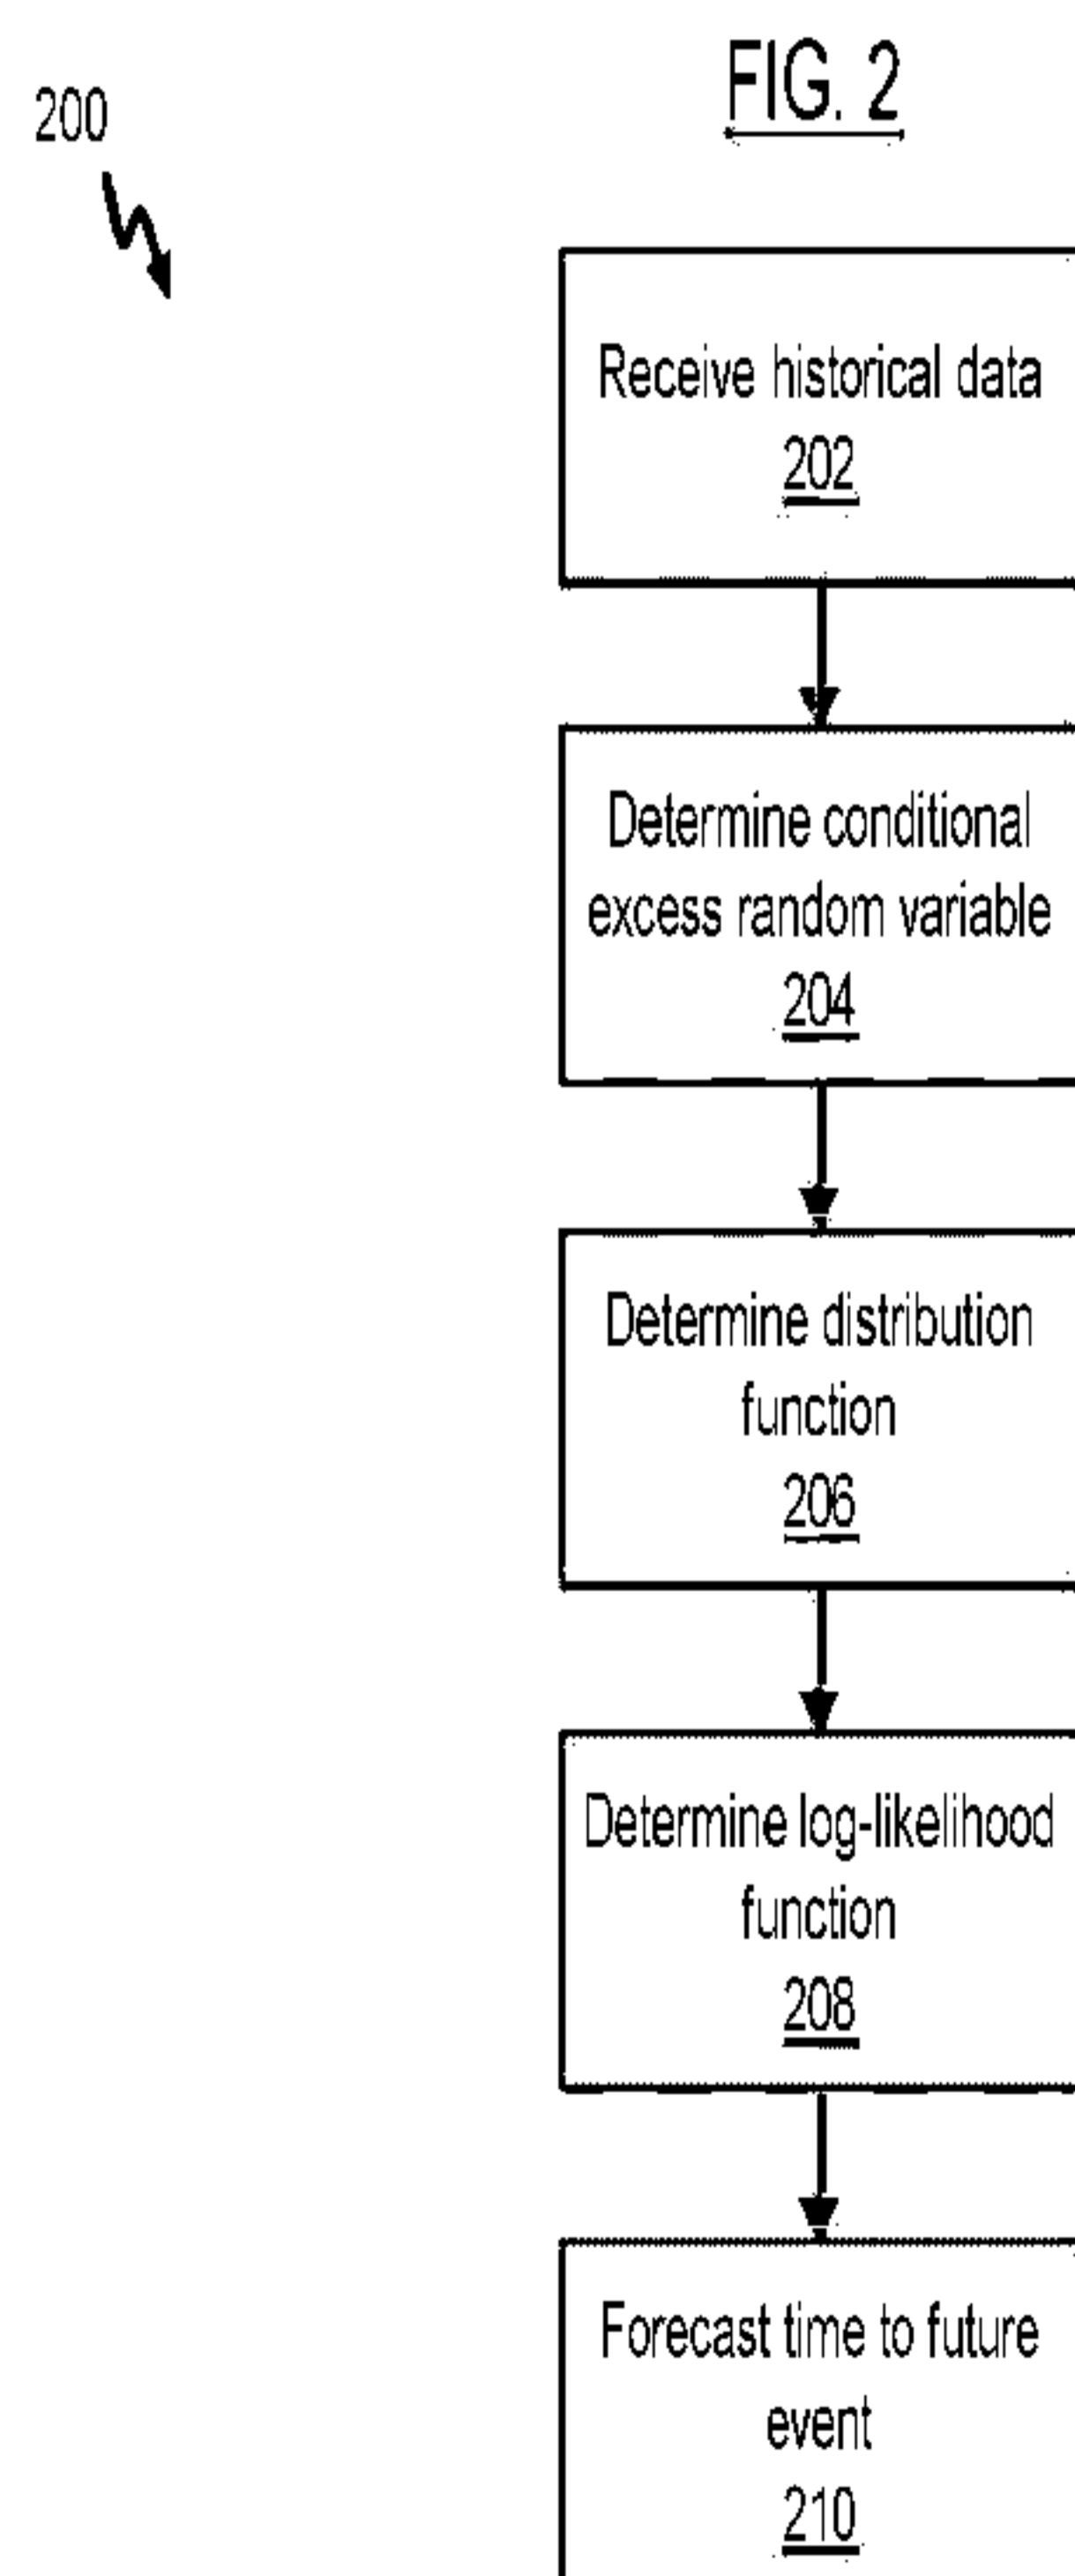 FIG. 2
200
Receive historical data
202
Determine conditional
excess random variable
204
Determine distribution
function
206
Determine log-likelihood
function
208
Forecast time to future
event
210